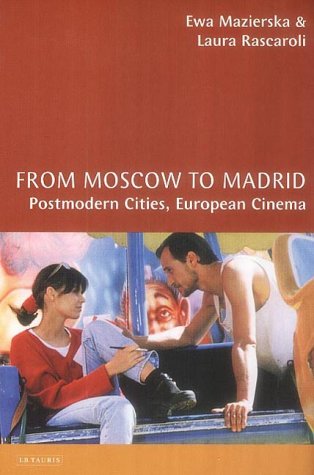 Ewa Mazierska &
Laura Rascaroli
FROM MOSCOW TO MADRID
Postmodern Cities, European Cinema
I.B.TAURIS